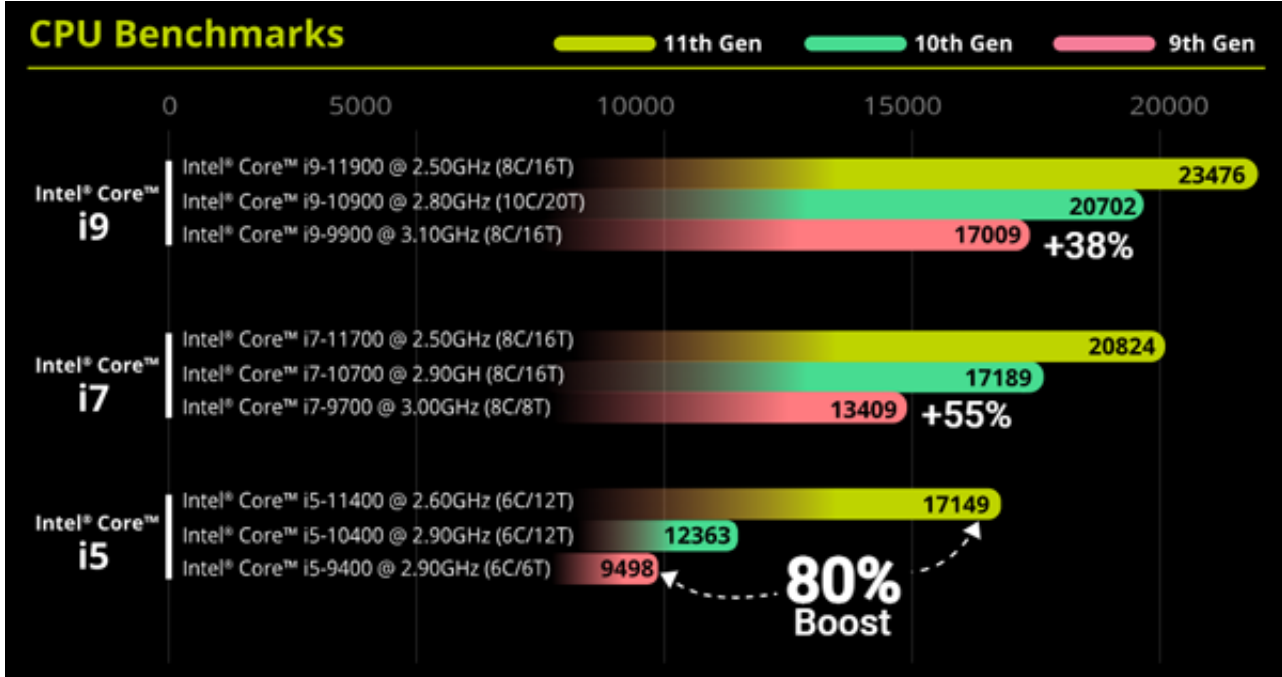 CPU Benchmarks
11th Gen 10th Gen 9th Gen
0 5000 10000 15000 20000
Intel® Core™
i9
Intel® Core™ i9-11900 @ 2.50GHz (8C/16T) 23476
Intel® Core™ i9-10900 @ 2.80GHz (10C/20T) 20702
Intel® Core™ i9-9900 @ 3.10GHz (8C/16T) 17009
+38%
Intel® Core™
i7
Intel® Core™ i7-11700 @ 2.50GHz (8C/16T) 20824
Intel® Core™ i7-10700 @ 2.90GH (8C/16T) 17189
Intel® Core™ i7-9700 @ 3.00GHz (8C/8T) 13409
+55%
Intel® Core™
i5
Intel® Core™ i5-11400 @ 2.60GHz (6C/12T) 17149
Intel® Core™ i5-10400 @ 2.90GHz (6C/12T) 12363
Intel® Core™ i5-9400 @ 2.90GHz (6C/6T) 9498
80%
Boost